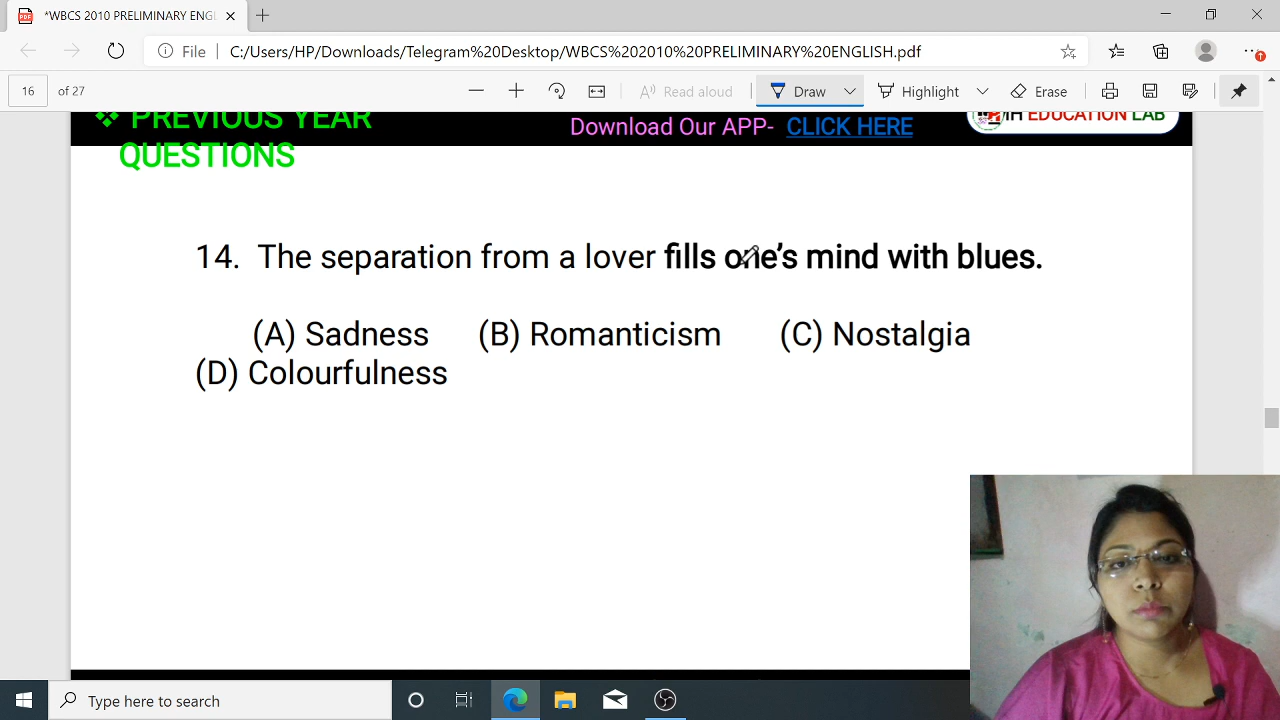 *WBCS 2010 PRELIMINARY ENGL
File C:/Users/HP/Downloads/Telegram%20Desktop/WBCS%202010%20PRELIMINARY%20ENGLISH.pdf
16 of 27 Read aloud Draw Highlight Erase
❖ PREVIOUS YEAR
QUESTIONS
Download Our APP- CLICK HERE
EDUCATION LAB
14. The separation from a lover fills one's mind with blues.
(A) Sadness (B) Romanticism (C) Nostalgia
(D) Colourfulness
Type here to search